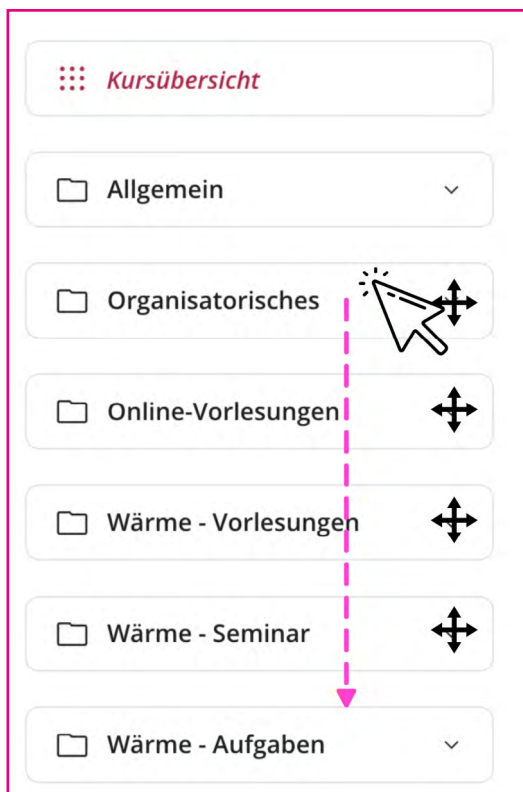 Kursübersicht
Allgemein
Organisatorisches
Online-Vorlesungen
Wärme - Vorlesungen
Wärme - Seminar
Wärme - Aufgaben